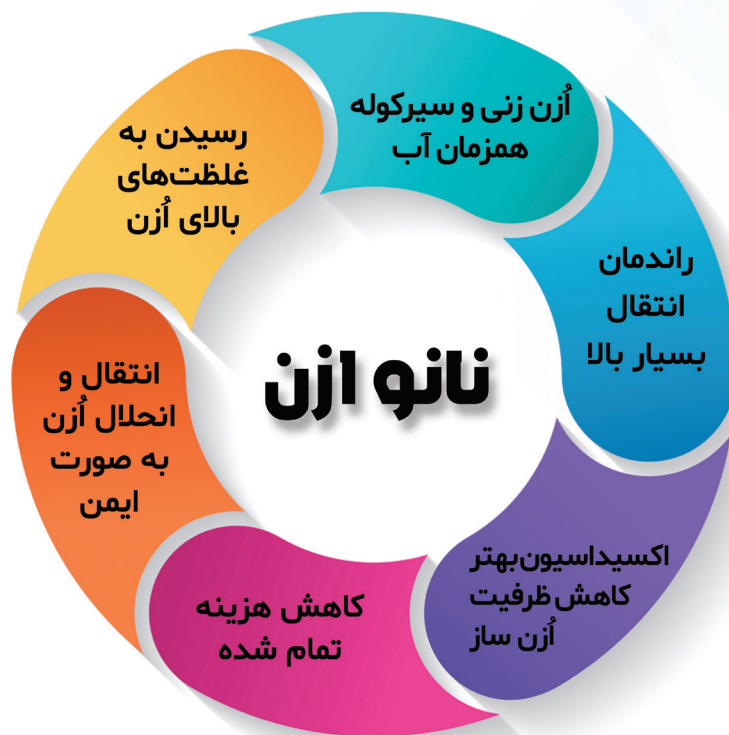 نانو ازن
اُزن زنی و سیرکوله
همزمان آب
راندمان
انتقال
بسیار بالا
اکسیداسیون بهتر
کاهش ظرفیت
اُزن ساز
کاهش هزینه
تمام شده
انتقال و
انحلال اُزن
به صورت
ایمن
رسیدن به
غلظت‌های
بالای اُزن